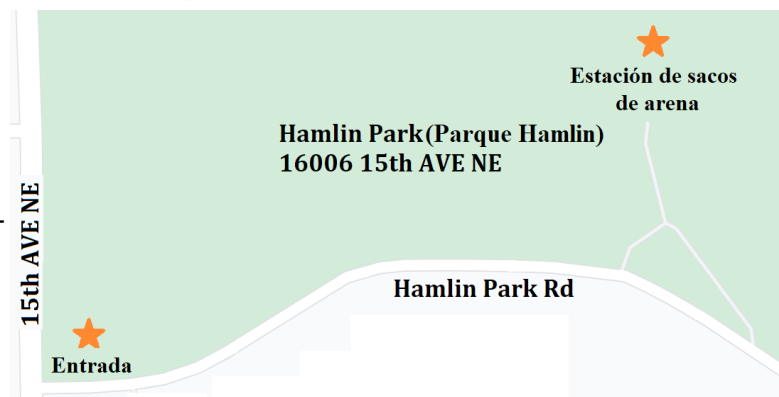 Estación de sacos
de arena
Hamlin Park (Parque Hamlin)
16006 15th AVE NE
15th AVE NE
Hamlin Park Rd
Entrada